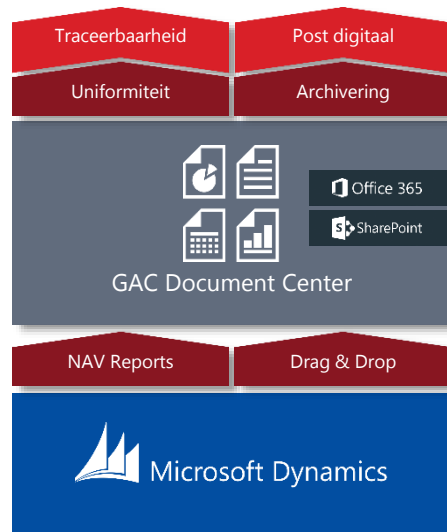 Traceerbaarheid
Post digitaal
Uniformiteit
Archivering
Office 365
S SharePoint
GAC Document Center
NAV Reports
Drag & Drop
Microsoft Dynamics